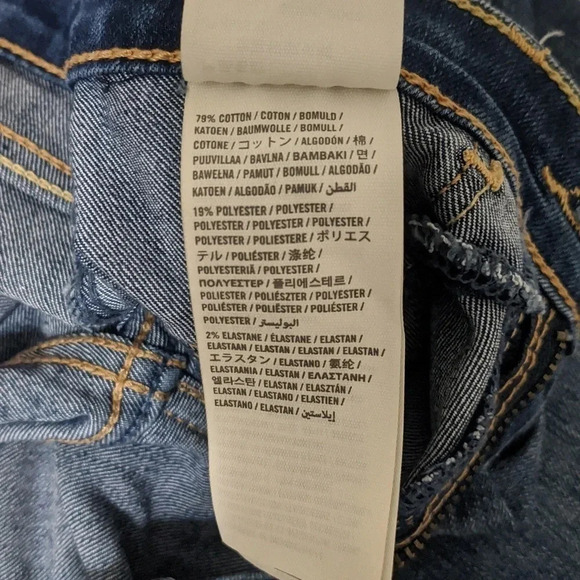 79% COTTON / COTON / BOMULD /
KATOEN / BAUMWOLLE / BOMULL /
COTONE / コットン / ALGODÓN / 棉 /
PUUVILLAA / BAVLNA / ΒΑΜΒΑΚΙ / 면 /
BAWEŁNA / PAMUT / BOMULL / ALGODÃO /
KATOEN / ALGODÃO / PAMUK / القطن
19% POLYESTER / POLYESTER /
POLYESTER / POLYESTER / POLYESTER /
POLYESTER / POLIESTERE / ポリエス
テル / POLIÉSTER / 涤纶 /
POLYESTERIÄ / POLYESTER /
ΠΟΛΥΕΣΤΕΡ / 폴리에스테르 /
POLIESTER / POLIÉSZTER / POLYESTER /
POLIÉSTER / POLIËSTER / POLIÉSTER /
POLYESTER / البوليستر
2% ELASTANE / ÉLASTANE / ELASTAN /
ELASTAAN / ELASTAN / ELASTAN /
エラスタン / ELASTANO / 氨纶 /
ELASTAANIA / ELASTAN / ΕΛΑΣΤΑΝΗ /
엘라스탄 / ELASTAN / ELASZTÁN /
ELASTAN / ELASTANO / ELASTIEN /
ELASTANO / ELASTAN / إيلاستين